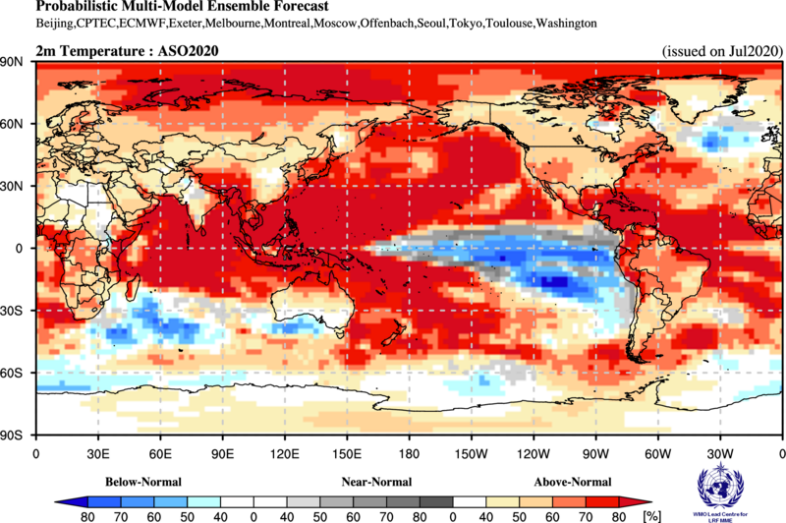 Probabilistic Multi-Model Ensemble Forecast
Beijing,CPTEC,ECMWF,Exeter,Melbourne,Montreal,Moscow,Offenbach,Seoul,Tokyo,Toulouse,Washington
2m Temperature : ASO2020 (issued on Jul2020)
90N
60N
30N
0
30S
60S
90S
0 30E 60E 90E 120E 150E 180 150W 120W 90W 60W 30W 0
Below-Normal Near-Normal Above-Normal
80 70 60 50 40 0 40 50 60 70 80 0 40 50 60 70 80 [%]
WMO Lead Centre for
LRF MME